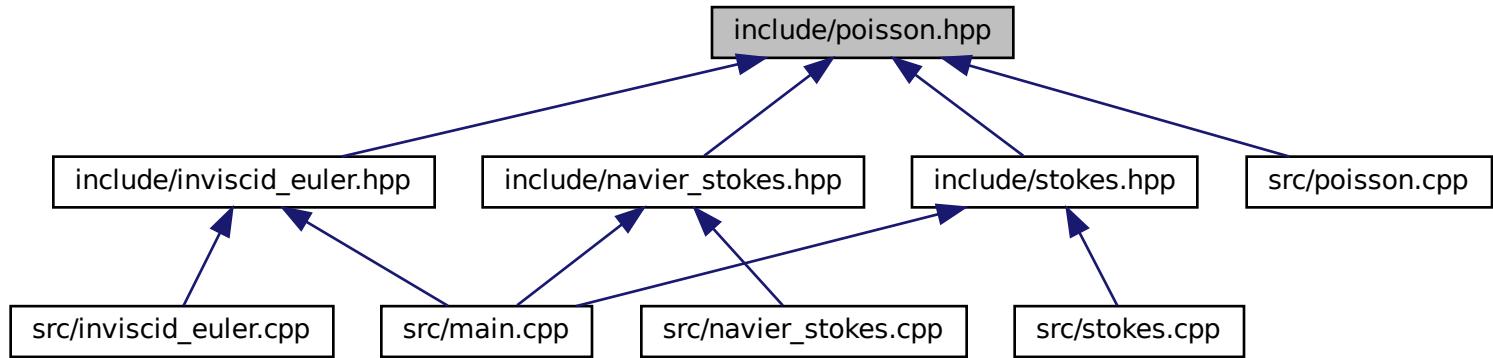 include/poisson.hpp
include/inviscid_euler.hpp
include/navier_stokes.hpp
include/stokes.hpp
src/poisson.cpp
src/inviscid_euler.cpp
src/main.cpp
src/navier_stokes.cpp
src/stokes.cpp